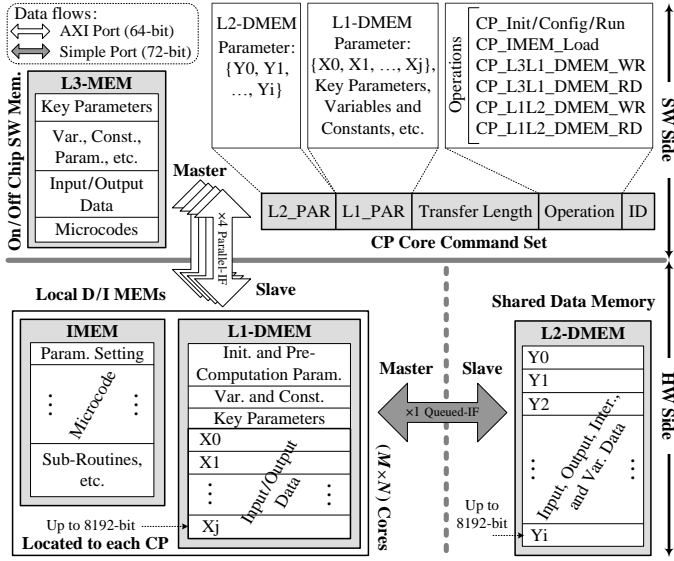 Data flows:
AXI Port (64-bit)
Simple Port (72-bit)
L2-DMEM
Parameter:
{Y0, Y1,
…, Yi}
L1-DMEM
Parameter:
{X0, X1, …, Xj},
Key Parameters,
Variables and
Constants, etc.
Operations
CP_Init/Config/Run
CP_IMEM_Load
CP_L3L1_DMEM_WR
CP_L3L1_DMEM_RD
CP_L1L2_DMEM_WR
CP_L1L2_DMEM_RD
SW Side
On/Off Chip SW Mem.
L3-MEM
Key Parameters
Var., Const.,
Param., etc.
Input/Output
Data
Microcodes
Master
×4 Parallel-IF
Slave
L2_PAR
L1_PAR
Transfer Length
Operation
ID
CP Core Command Set
Local D/I MEMs
IMEM
Param. Setting
Microcode
Sub-Routines,
etc.
L1-DMEM
Init. and Pre-
Computation Param.
Var. and Const.
Key Parameters
X0
X1
Input/Output
Data
Xj
Up to 8192-bit
Located to each CP
(M×N) Cores
Master
Slave
×1 Queued-IF
Shared Data Memory
L2-DMEM
Y0
Y1
Y2
Input, Output, Inter.,
and Var. Data
Yi
Up to
8192-bit
HW Side